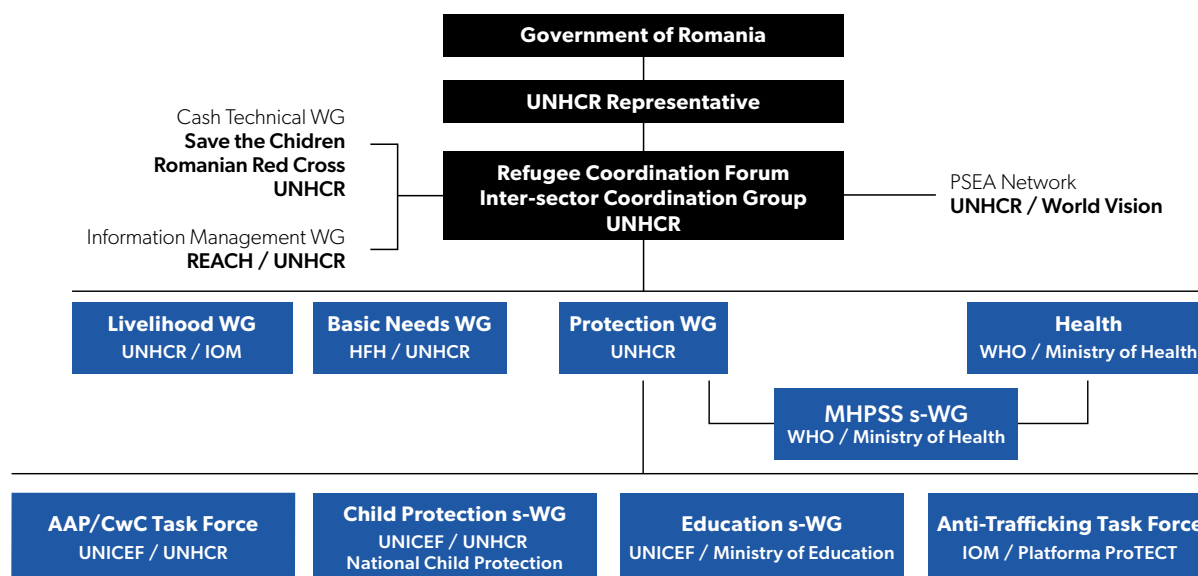 Government of Romania
UNHCR Representative
Cash Technical WG
Save the Chidren
Romanian Red Cross
UNHCR
Refugee Coordination Forum
Inter-sector Coordination Group
UNHCR
PSEA Network
UNHCR / World Vision
Information Management WG
REACH / UNHCR
Livelihood WG
UNHCR / IOM
Basic Needs WG
HFH / UNHCR
Protection WG
UNHCR
Health
WHO / Ministry of Health
MHPSS s-WG
WHO / Ministry of Health
AAP/CwC Task Force
UNICEF / UNHCR
Child Protection s-WG
UNICEF / UNHCR
National Child Protection
Education s-WG
UNICEF / Ministry of Education
Anti-Trafficking Task Force
IOM / Platforma ProTECT